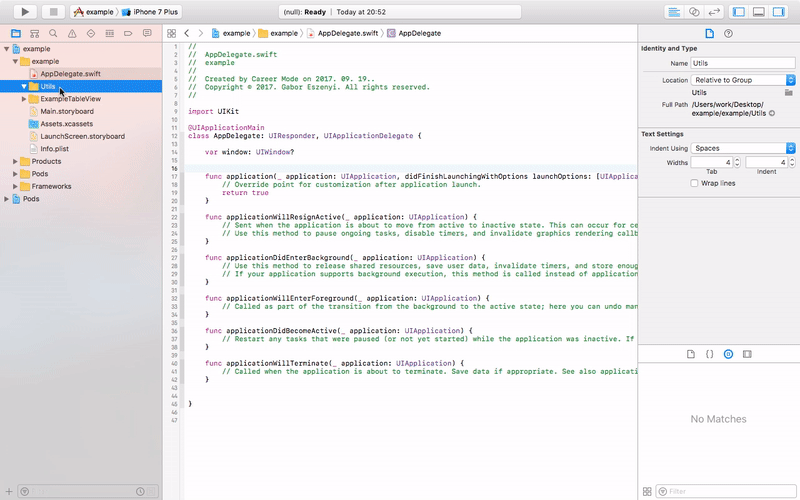 example iPhone 7 Plus
(null): Ready Today at 20:52
example example AppDelegate.swift AppDelegate
example
example
AppDelegate.swift
Utils
ExampleTableView
Main.storyboard
Assets.xcassets
LaunchScreen.storyboard
Info.plist
Products
Pods
Frameworks
Pods
1 //
2 // AppDelegate.swift
3 // example
4 //
5 // Created by Career Mode on 2017. 09. 19..
6 // Copyright © 2017. Gabor Eszenyi. All rights reserved.
7 //
8
9 import UIKit
10
11 @UIApplicationMain
12 class AppDelegate: UIResponder, UIApplicationDelegate {
13
14 var window: UIWindow?
15
16
17 func application(_ application: UIApplication, didFinishLaunchingWithOptions launchOptions: [UIApplica
18 // Override point for customization after application launch.
19 return true
20 }
21
22 func applicationWillResignActive(_ application: UIApplication) {
23 // Sent when the application is about to move from active to inactive state. This can occur for ce
24 // Use this method to pause ongoing tasks, disable timers, and invalidate graphics rendering callb
25 }
26
27 func applicationDidEnterBackground(_ application: UIApplication) {
28 // Use this method to release shared resources, save user data, invalidate timers, and store enoug
29 // If your application supports background execution, this method is called instead of application
30 }
31
32 func applicationWillEnterForeground(_ application: UIApplication) {
33 // Called as part of the transition from the background to the active state; here you can undo man
34 }
35
36 func applicationDidBecomeActive(_ application: UIApplication) {
37 // Restart any tasks that were paused (or not yet started) while the application was inactive. If
38 }
39
40 func applicationWillTerminate(_ application: UIApplication) {
41 // Called when the application is about to terminate. Save data if appropriate. See also applicati
42 }
43
44
45 }
46
47
Identity and Type
Name Utils
Location Relative to Group
Utils
Full Path /Users/work/Desktop/
example/example/Utils
Text Settings
Indent Using Spaces
Widths 4 4
Tab Indent
Wrap lines
No Matches
Filter